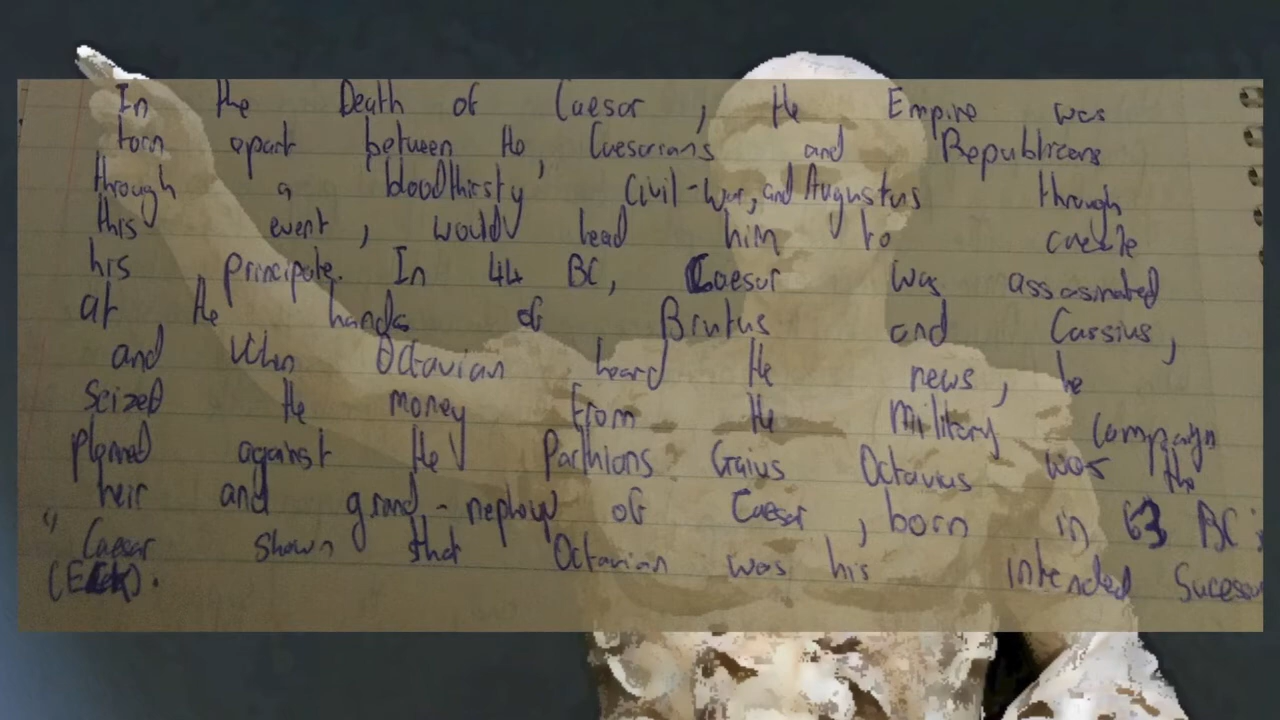 In the Death of Caesar, the Empire was
torn apart between the, Caesarians and Republicans
through a bloodthirsty civil-war, and Augustus through
this event, would lead him to create
his principate. In 44 BC, Caesar was assasinated
at the hands of Brutus and Cassius,
and when Octavian heard the news, he
seized the money from the military campaign
planned against the Parthians Gaius Octavius was the
heir and grand-nephew of Caesar, born in 63 BC
" Caesar shown that Octavian was his intended Sucessor
(Eck).